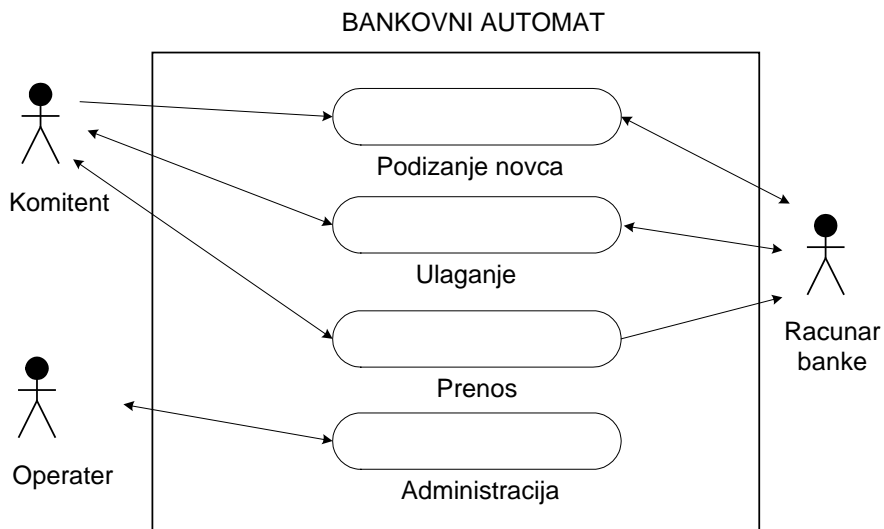 BANKOVNI AUTOMAT
Podizanje novca
Komitent
Ulaganje
Racunar
banke
Prenos
Operater
Administracija